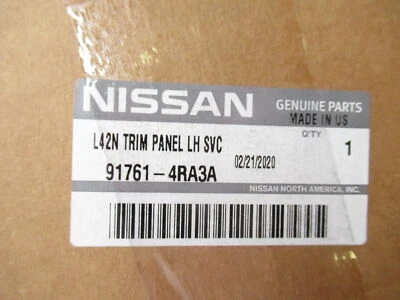 NISSAN
GENUINE PARTS
MADE IN US
L42N TRIM PANEL LH SVC
Q'TY
02/21/2020
1
91761-4RA3A
NISSAN NORTH AMERICA, INC.